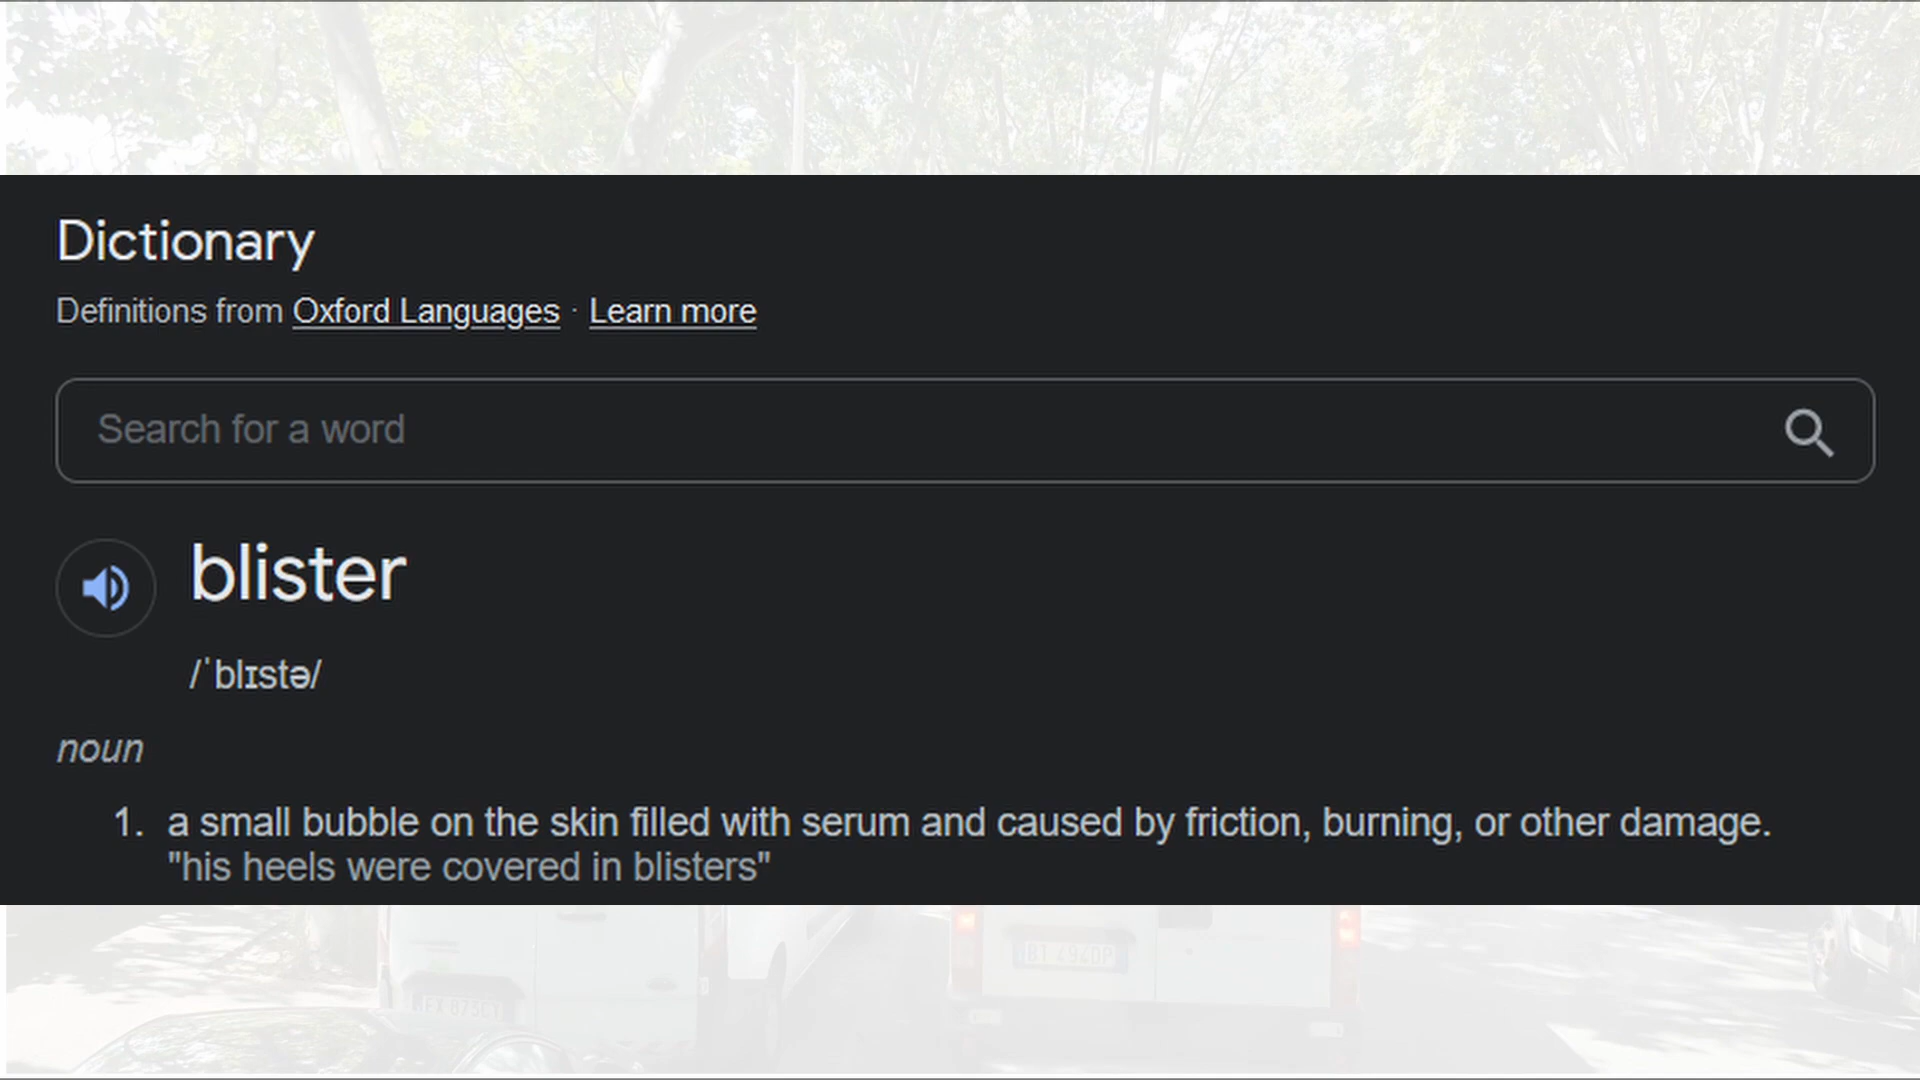 Dictionary
Definitions from Oxford Languages · Learn more
Search for a word
blister
/ˈblɪstə/
noun
1. a small bubble on the skin filled with serum and caused by friction, burning, or other damage.
"his heels were covered in blisters"